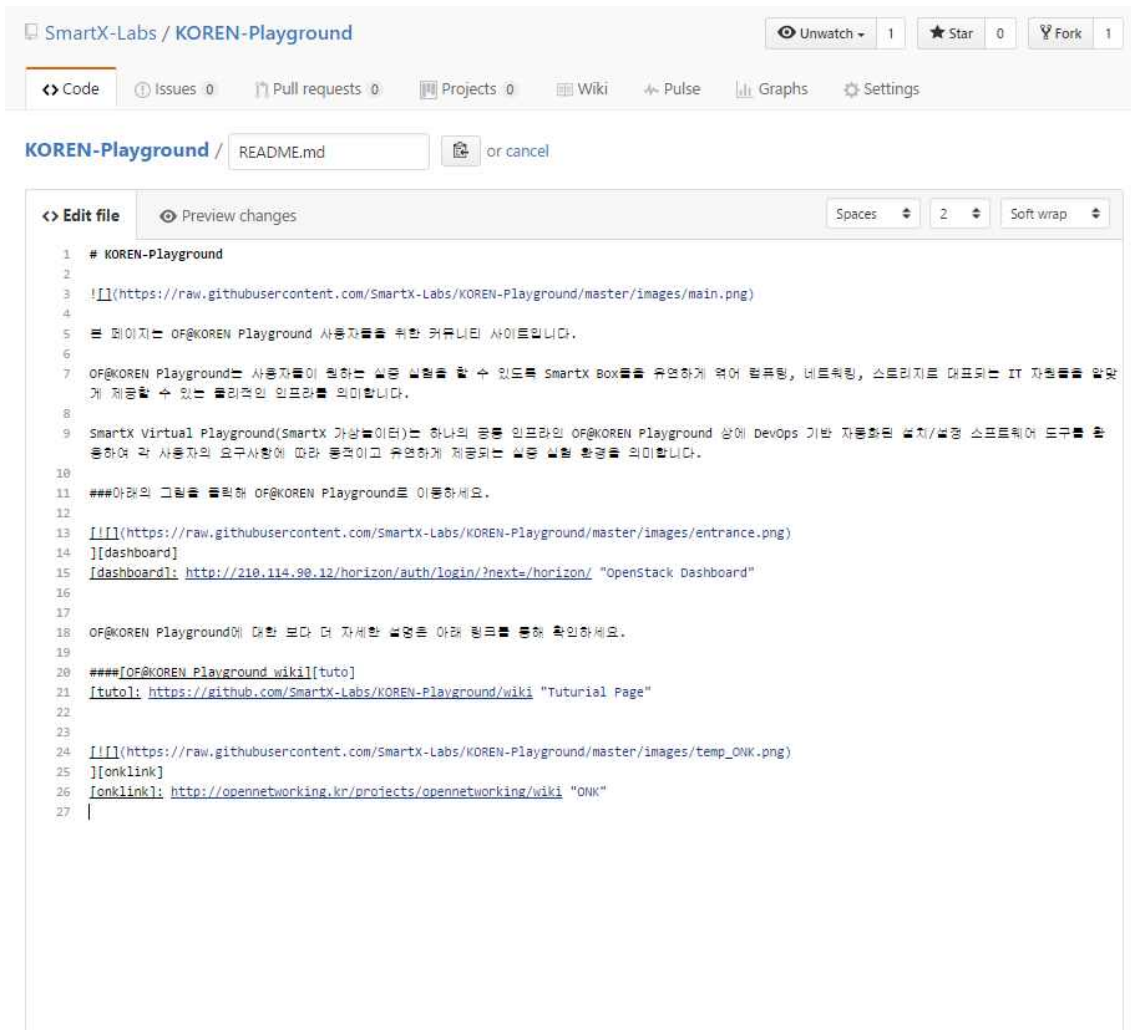 SmartX-Labs / KOREN-Playground
Unwatch 1 Star 0 Fork 1
Code Issues 0 Pull requests 0 Projects 0 Wiki Pulse Graphs Settings
KOREN-Playground / README.md or cancel
<> Edit file Preview changes Spaces 2 Soft wrap
1 # KOREN-Playground
2
3 ![](https://raw.githubusercontent.com/SmartX-Labs/KOREN-Playground/master/images/main.png)
4
5 본 페이지는 OF@KOREN Playground 사용자들을 위한 커뮤니티 사이트입니다.
6
7 OF@KOREN Playground는 사용자들이 원하는 실증 실험을 할 수 있도록 SmartX Box들을 유연하게 엮어 컴퓨팅, 네트워킹, 스토리지로 대표되는 IT 자원들을 알맞
게 제공할 수 있는 물리적인 인프라를 의미합니다.
8
9 SmartX Virtual Playground(SmartX 가상놀이터)는 하나의 공통 인프라인 OF@KOREN Playground 상에 DevOps 기반 자동화된 설치/설정 소프트웨어 도구를 활
용하여 각 사용자의 요구사항에 따라 동적이고 유연하게 제공되는 실증 실험 환경을 의미합니다.
10
11 ###아래의 그림을 클릭해 OF@KOREN Playground로 이동하세요.
12
13 [![](https://raw.githubusercontent.com/SmartX-Labs/KOREN-Playground/master/images/entrance.png)
14 ][dashboard]
15 [dashboard]: http://210.114.90.12/horizon/auth/login/?next=/horizon/ "OpenStack Dashboard"
16
17
18 OF@KOREN Playground에 대한 보다 더 자세한 설명은 아래 링크를 통해 확인하세요.
19
20 ####[OF@KOREN Playground wiki][tuto]
21 [tuto]: https://github.com/SmartX-Labs/KOREN-Playground/wiki "Tuturial Page"
22
23
24 [![](https://raw.githubusercontent.com/SmartX-Labs/KOREN-Playground/master/images/temp_ONK.png)
25 ][onklink]
26 [onklink]: http://opennetworking.kr/projects/opennetworking/wiki "ONK"
27